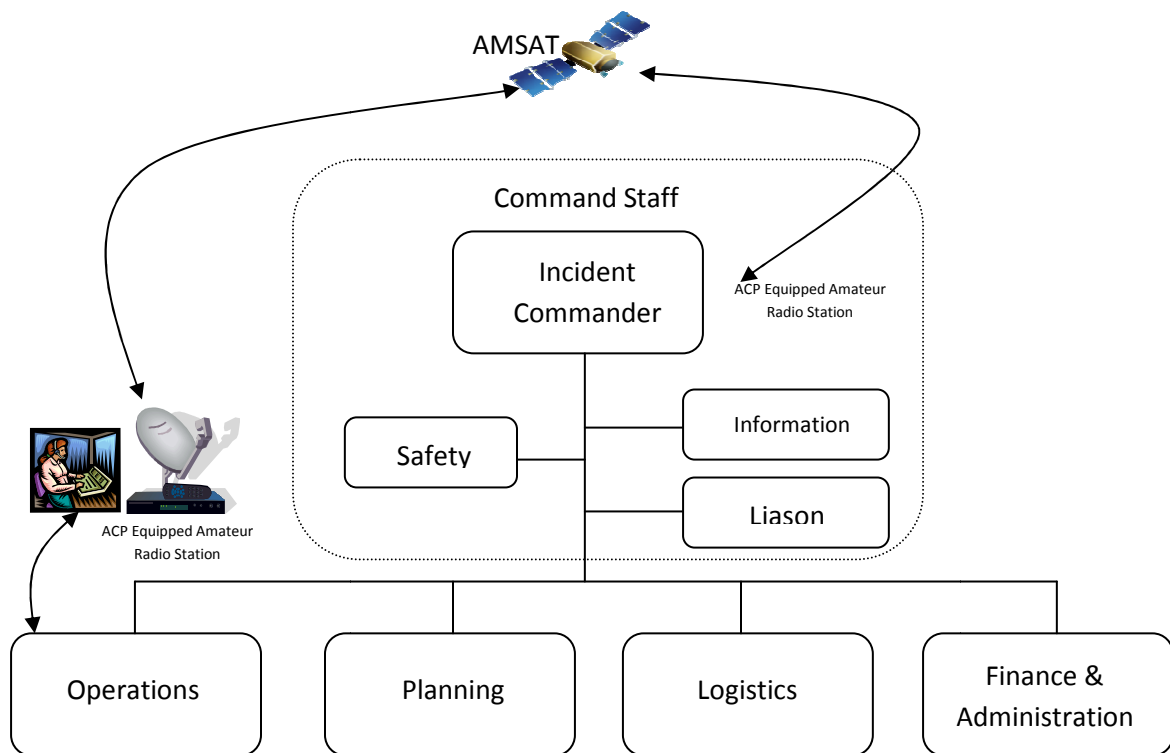 AMSAT
Command Staff
Incident
Commander
ACP Equipped Amateur
Radio Station
Information
Safety
Liason
ACP Equipped Amateur
Radio Station
Operations
Planning
Logistics
Finance &
Administration